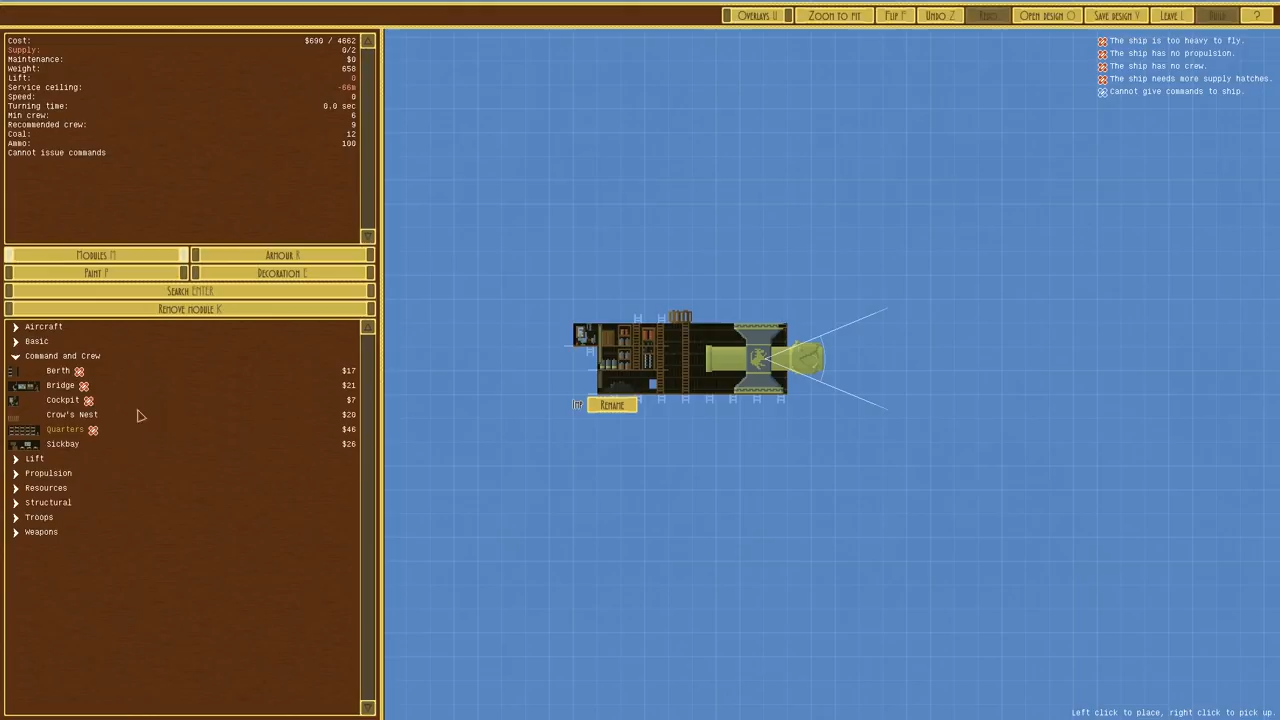 Overlays U
Zoom to fit
Flip F
Undo Z
Redo
Open design O
Save design V
Leave L
Build
?
Cost: $690 / 4662
Supply: 0/2
Maintenance: $0
Weight: 658
Lift: 0
Service ceiling: -66m
Speed: 0
Turning time: 0.0 sec
Min crew: 6
Recommended crew: 9
Coal: 12
Ammo: 100
Cannot issue commands
The ship is too heavy to fly.
The ship has no propulsion.
The ship has no crew.
The ship needs more supply hatches.
Cannot give commands to ship.
Modules M
Armour R
Paint P
Decoration E
Search ENTER
Remove module K
Aircraft
Basic
Command and Crew
Berth $17
Bridge $21
Cockpit $7
Crow's Nest $20
Quarters $46
Sickbay $26
Lift
Propulsion
Resources
Structural
Troops
Weapons
Imp
Rename
Left click to place, right click to pick up.